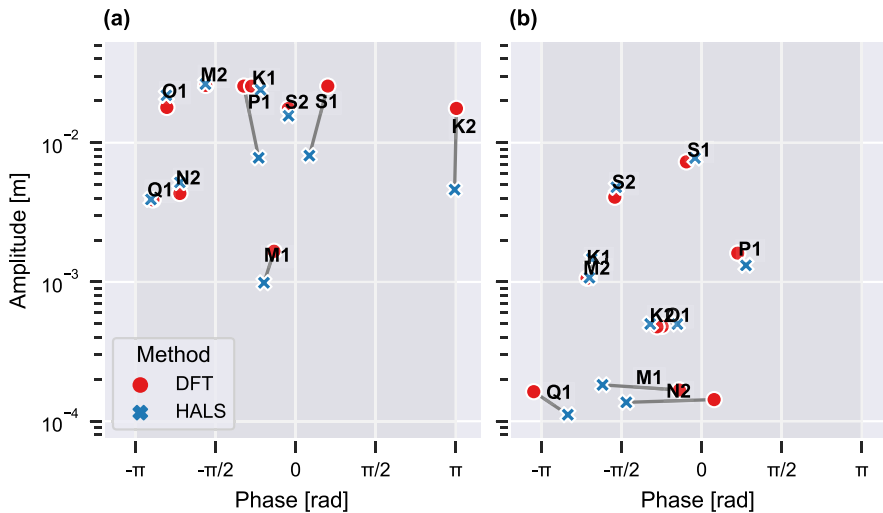 (a)
(b)
Amplitude [m]
10⁻²
10⁻³
10⁻⁴
O1
M2
K1
P1
S2
S1
K2
Q1
N2
M1
Method
DFT
HALS
-π
-π/2
0
π/2
π
Phase [rad]
S1
S2
K1
M2
P1
K2
O1
Q1
M1
N2
-π
-π/2
0
π/2
π
Phase [rad]